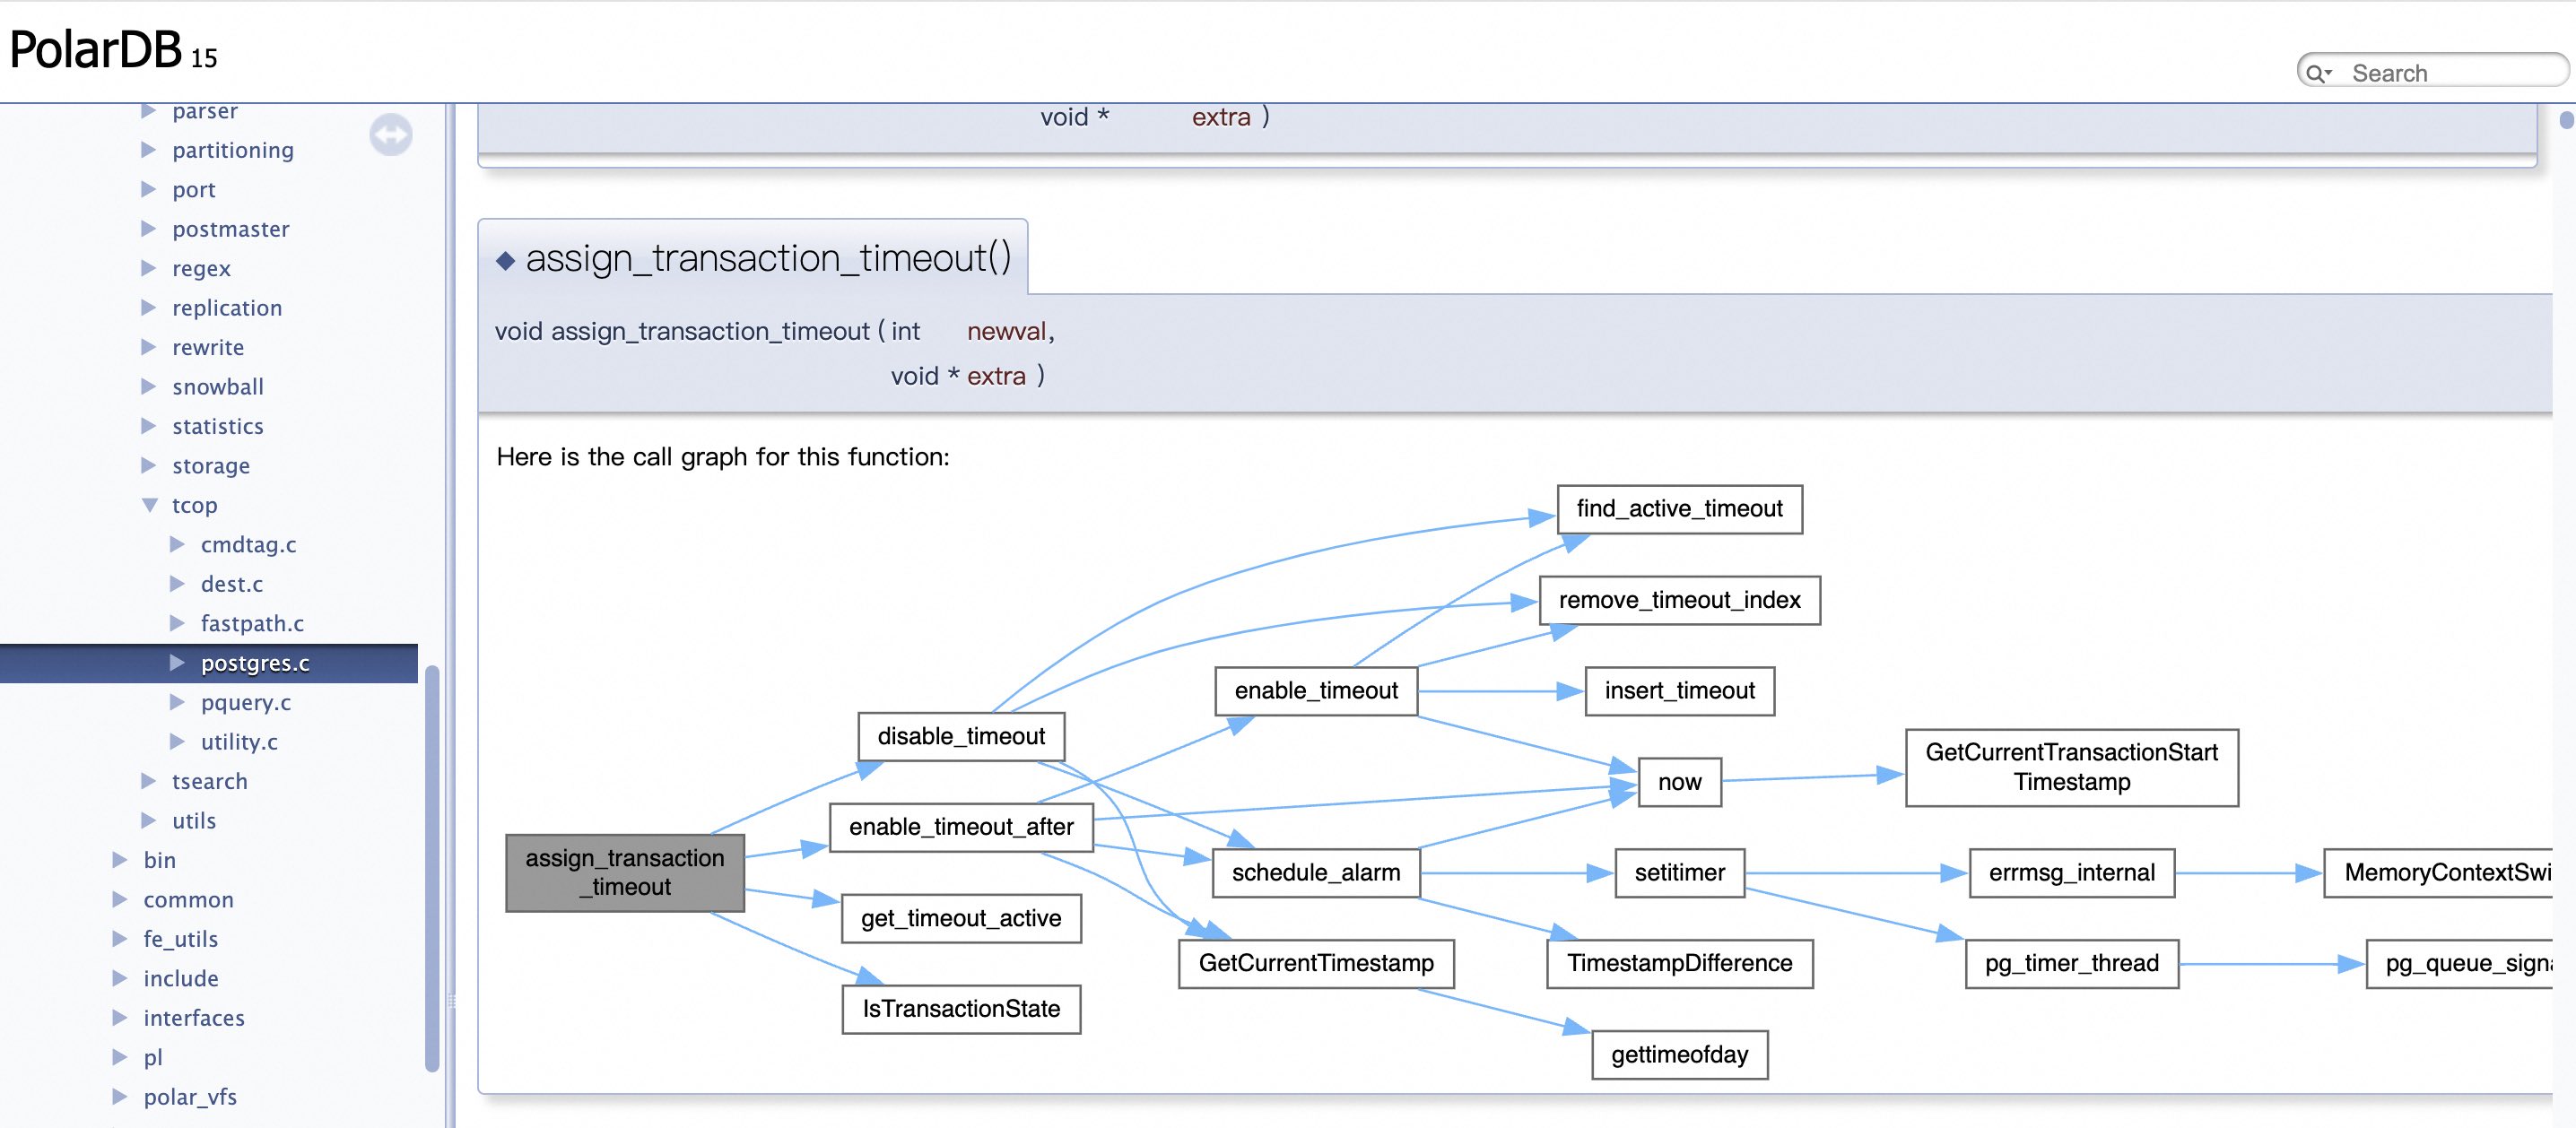 PolarDB 15
Search
parser
partitioning
port
postmaster
regex
replication
rewrite
snowball
statistics
storage
tcop
cmdtag.c
dest.c
fastpath.c
postgres.c
pquery.c
utility.c
tsearch
utils
bin
common
fe_utils
include
interfaces
pl
polar_vfs
void * extra )
◆ assign_transaction_timeout()
void assign_transaction_timeout ( int newval,
void * extra )
Here is the call graph for this function:
find_active_timeout
remove_timeout_index
enable_timeout
insert_timeout
disable_timeout
GetCurrentTransactionStart
Timestamp
now
enable_timeout_after
assign_transaction
_timeout
schedule_alarm
setitimer
errmsg_internal
MemoryContextSwi
get_timeout_active
GetCurrentTimestamp
TimestampDifference
pg_timer_thread
pg_queue_signa
IsTransactionState
gettimeofday